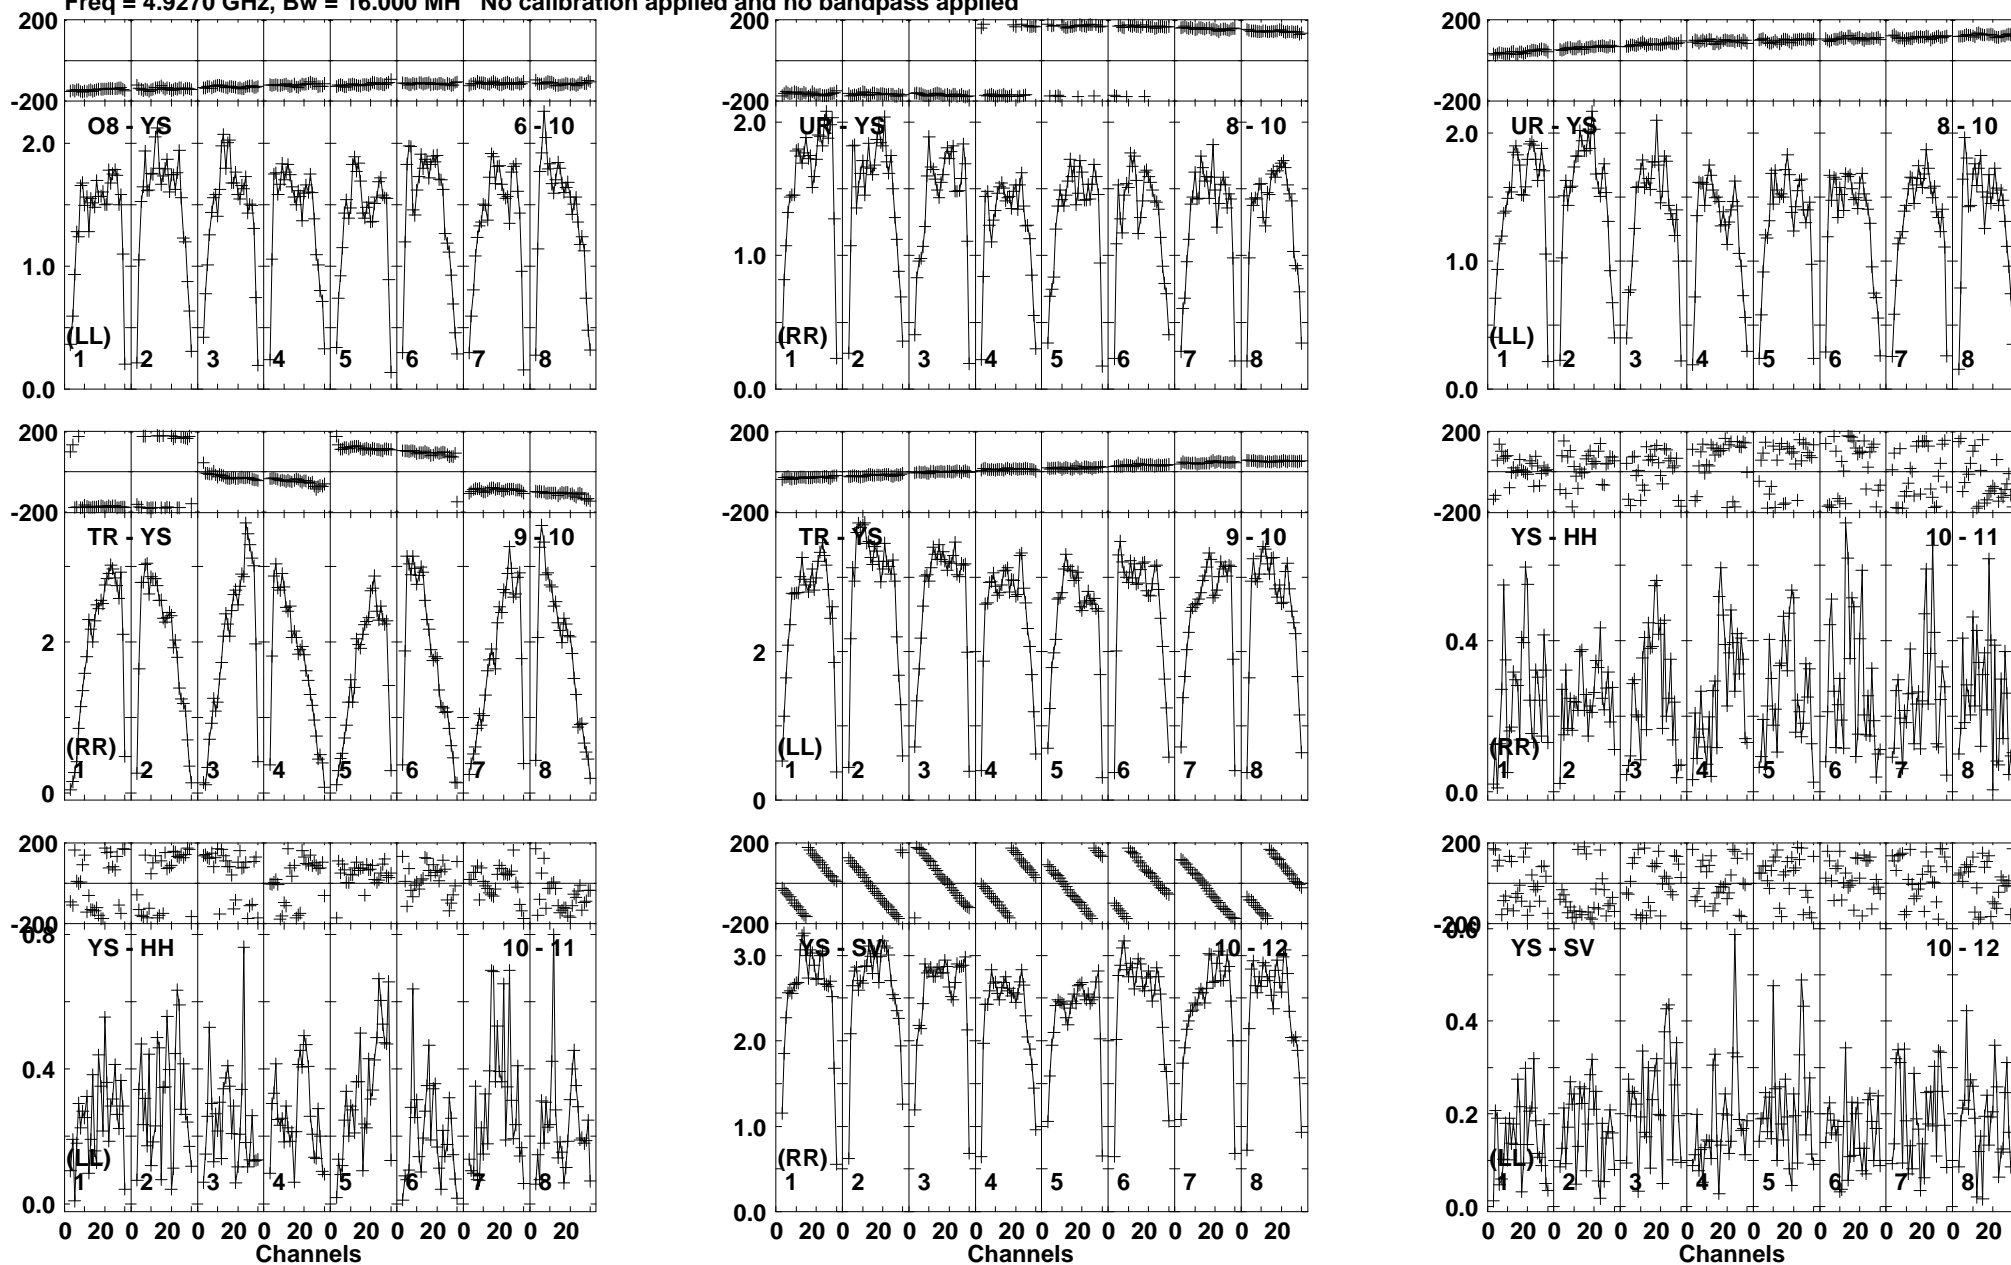 Freq = 4.9270 GHz, Bw = 16.000 MH No calibration applied and no bandpass applied
200 200 200
-200 -200 -200
O8 - YS 6 - 10 UR - YS 8 - 10 UR - YS 8 - 10
2.0 2.0 2.0
1.0 1.0 1.0
(LL) (RR) (LL)
1 2 3 4 5 6 7 8 1 2 3 4 5 6 7 8 1 2 3 4 5 6 7 8
0.0 0.0 0.0
200 200 200
-200 -200 -200
TR - YS 9 - 10 TR - YS 9 - 10 YS - HH 10 - 11
2 2 0.4
(RR) (LL) (RR)
1 2 3 4 5 6 7 8 1 2 3 4 5 6 7 8 1 2 3 4 5 6 7 8
0 0 0.0
200 200 200
-200 -200 -200
0.8 0.6
YS - HH 10 - 11 YS - SV 10 - 12 YS - SV 10 - 12
3.0
0.4 2.0 0.4
1.0 0.2
(LL) (RR) (LL)
1 2 3 4 5 6 7 8 1 2 3 4 5 6 7 8 1 2 3 4 5 6 7 8
0.0 0.0 0.0
0 20 0 20 0 20 0 20 0 20 0 20 0 20 0 20 0 20 0 20 0 20 0 20 0 20 0 20 0 20 0 20 0 20 0 20 0 20 0 20 0 20 0 20 0 20 0 20
Channels Channels Channels